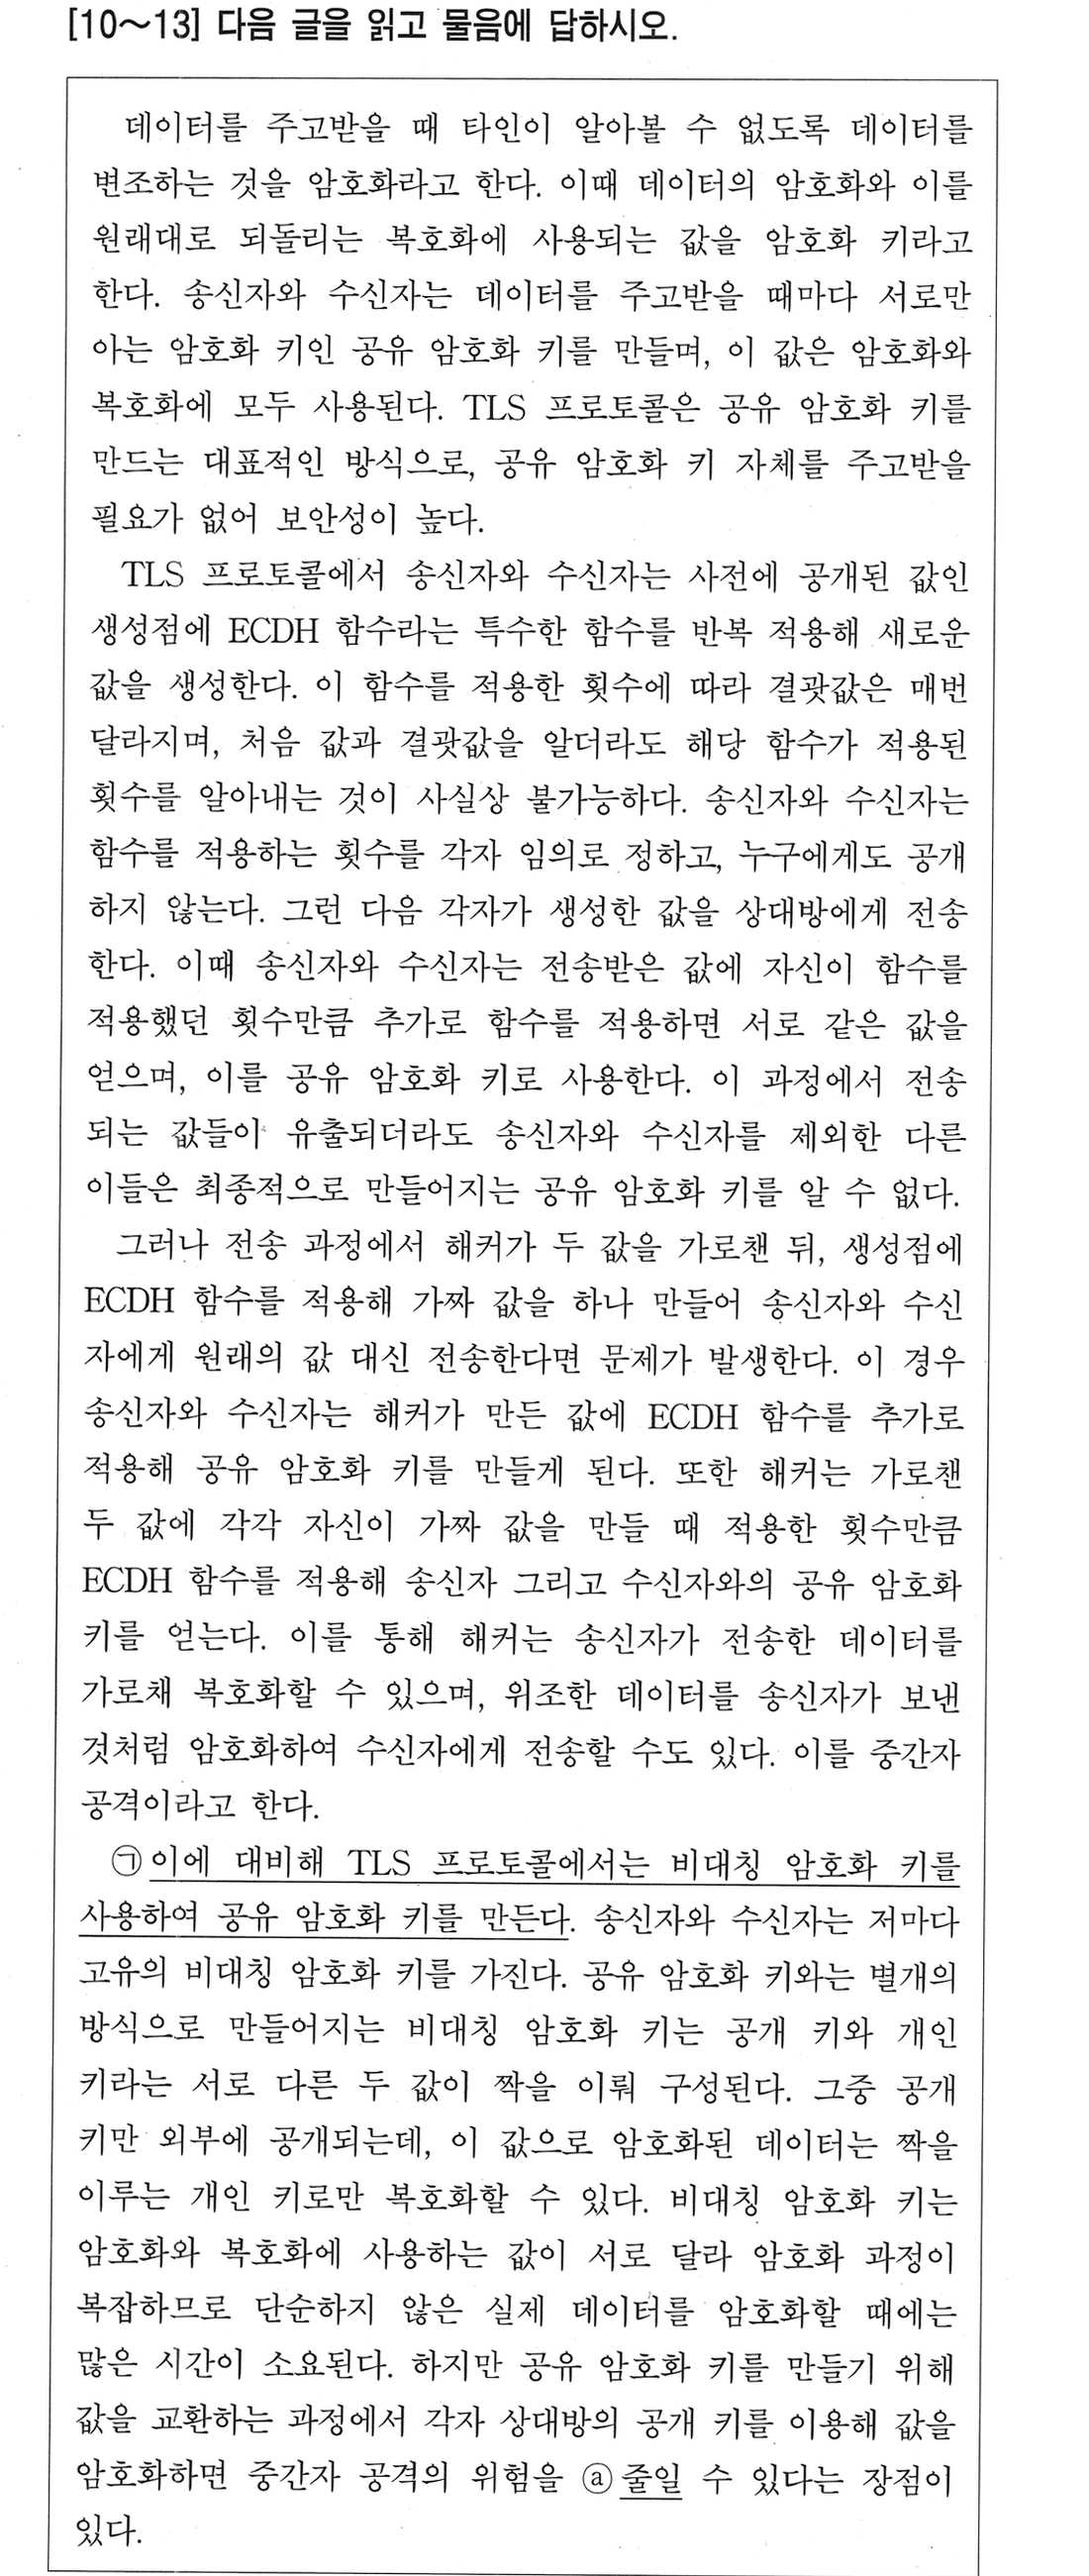 [10～13] 다음 글을 읽고 물음에 답하시오.
데이터를 주고받을 때 타인이 알아볼 수 없도록 데이터를
변조하는 것을 암호화라고 한다. 이때 데이터의 암호화와 이를
원래대로 되돌리는 복호화에 사용되는 값을 암호화 키라고
한다. 송신자와 수신자는 데이터를 주고받을 때마다 서로만
아는 암호화 키인 공유 암호화 키를 만들며, 이 값은 암호화와
복호화에 모두 사용된다. TLS 프로토콜은 공유 암호화 키를
만드는 대표적인 방식으로, 공유 암호화 키 자체를 주고받을
필요가 없어 보안성이 높다.
TLS 프로토콜에서 송신자와 수신자는 사전에 공개된 값인
생성점에 ECDH 함수라는 특수한 함수를 반복 적용해 새로운
값을 생성한다. 이 함수를 적용한 횟수에 따라 결괏값은 매번
달라지며, 처음 값과 결괏값을 알더라도 해당 함수가 적용된
횟수를 알아내는 것이 사실상 불가능하다. 송신자와 수신자는
함수를 적용하는 횟수를 각자 임의로 정하고, 누구에게도 공개
하지 않는다. 그런 다음 각자가 생성한 값을 상대방에게 전송
한다. 이때 송신자와 수신자는 전송받은 값에 자신이 함수를
적용했던 횟수만큼 추가로 함수를 적용하면 서로 같은 값을
얻으며, 이를 공유 암호화 키로 사용한다. 이 과정에서 전송
되는 값들이 유출되더라도 송신자와 수신자를 제외한 다른
이들은 최종적으로 만들어지는 공유 암호화 키를 알 수 없다.
그러나 전송 과정에서 해커가 두 값을 가로챈 뒤, 생성점에
ECDH 함수를 적용해 가짜 값을 하나 만들어 송신자와 수신
자에게 원래의 값 대신 전송한다면 문제가 발생한다. 이 경우
송신자와 수신자는 해커가 만든 값에 ECDH 함수를 추가로
적용해 공유 암호화 키를 만들게 된다. 또한 해커는 가로챈
두 값에 각각 자신이 가짜 값을 만들 때 적용한 횟수만큼
ECDH 함수를 적용해 송신자 그리고 수신자와의 공유 암호화
키를 얻는다. 이를 통해 해커는 송신자가 전송한 데이터를
가로채 복호화할 수 있으며, 위조한 데이터를 송신자가 보낸
것처럼 암호화하여 수신자에게 전송할 수도 있다. 이를 중간자
공격이라고 한다.
㉠이에 대비해 TLS 프로토콜에서는 비대칭 암호화 키를
사용하여 공유 암호화 키를 만든다. 송신자와 수신자는 저마다
고유의 비대칭 암호화 키를 가진다. 공유 암호화 키와는 별개의
방식으로 만들어지는 비대칭 암호화 키는 공개 키와 개인
키라는 서로 다른 두 값이 짝을 이뤄 구성된다. 그중 공개
키만 외부에 공개되는데, 이 값으로 암호화된 데이터는 짝을
이루는 개인 키로만 복호화할 수 있다. 비대칭 암호화 키는
암호화와 복호화에 사용하는 값이 서로 달라 암호화 과정이
복잡하므로 단순하지 않은 실제 데이터를 암호화할 때에는
많은 시간이 소요된다. 하지만 공유 암호화 키를 만들기 위해
값을 교환하는 과정에서 각자 상대방의 공개 키를 이용해 값을
암호화하면 중간자 공격의 위험을 ⓐ줄일 수 있다는 장점이
있다.